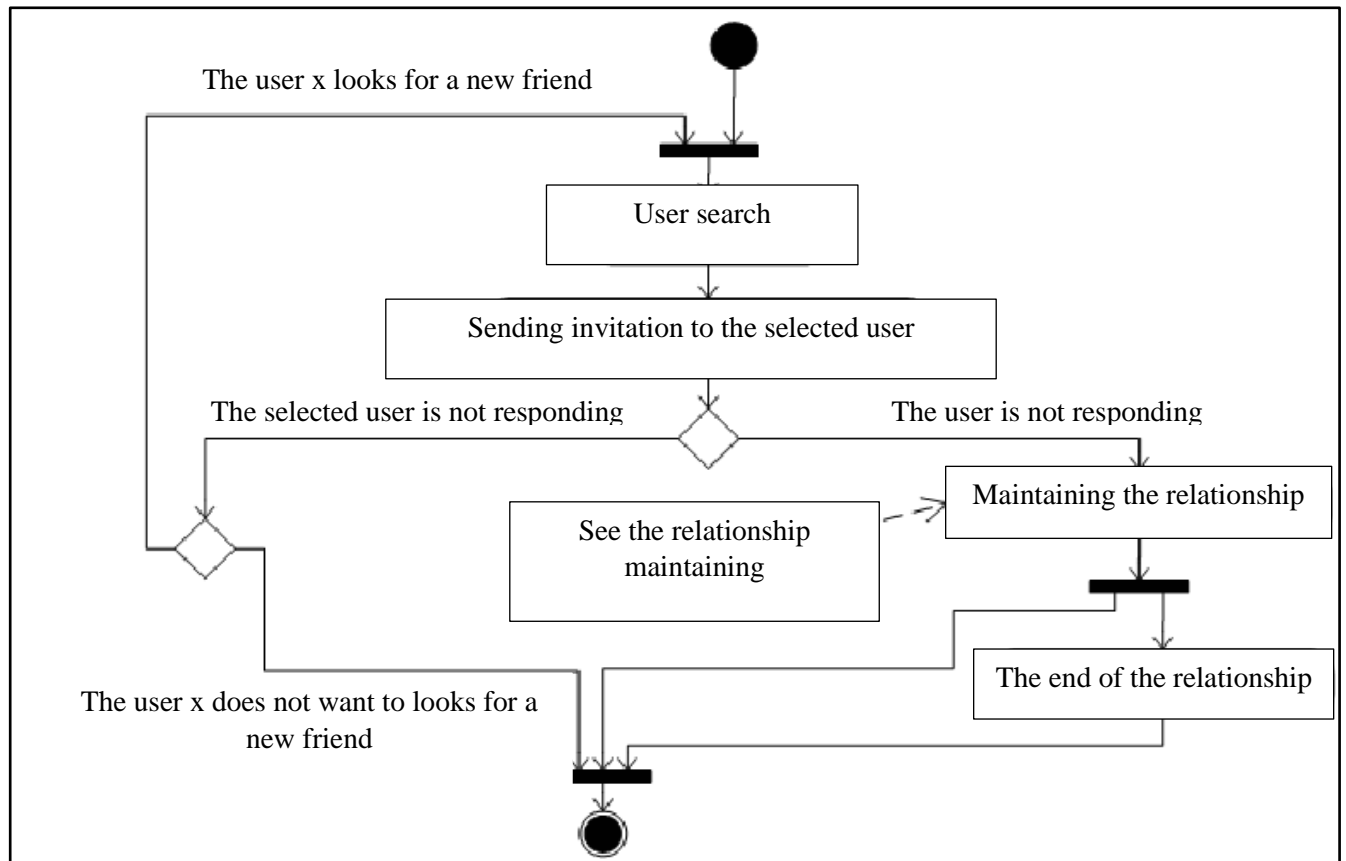 The user x looks for a new friend
User search
Sending invitation to the selected user
The selected user is not responding
The user is not responding
Maintaining the relationship
See the relationship
maintaining
The end of the relationship
The user x does not want to looks for a
new friend